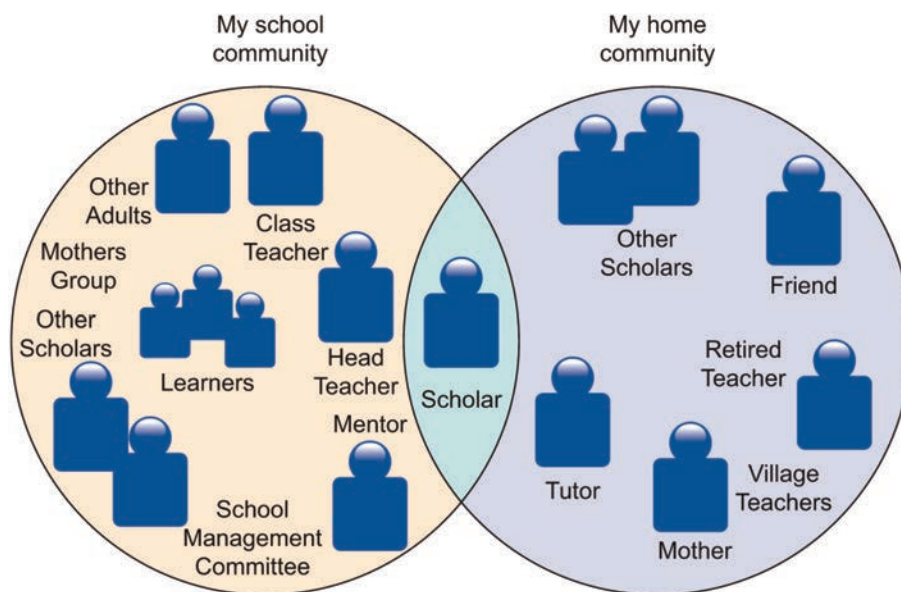 My school
community
My home
community
Other
Adults
Class
Teacher
Mothers
Group
Other
Scholars
Learners
Head
Teacher
Mentor
School
Management
Committee
Scholar
Other
Scholars
Friend
Retired
Teacher
Tutor
Village
Teachers
Mother